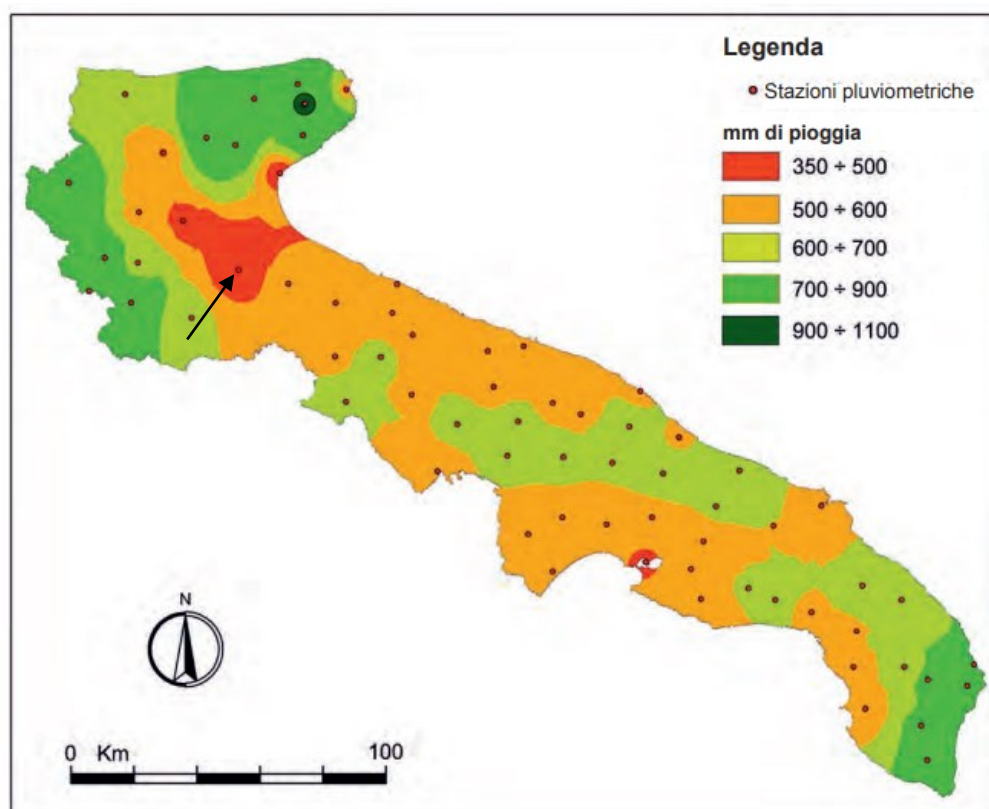 Legenda
Stazioni pluviometriche
mm di pioggia
350 ÷ 500
500 ÷ 600
600 ÷ 700
700 ÷ 900
900 ÷ 1100
N
0 Km 100